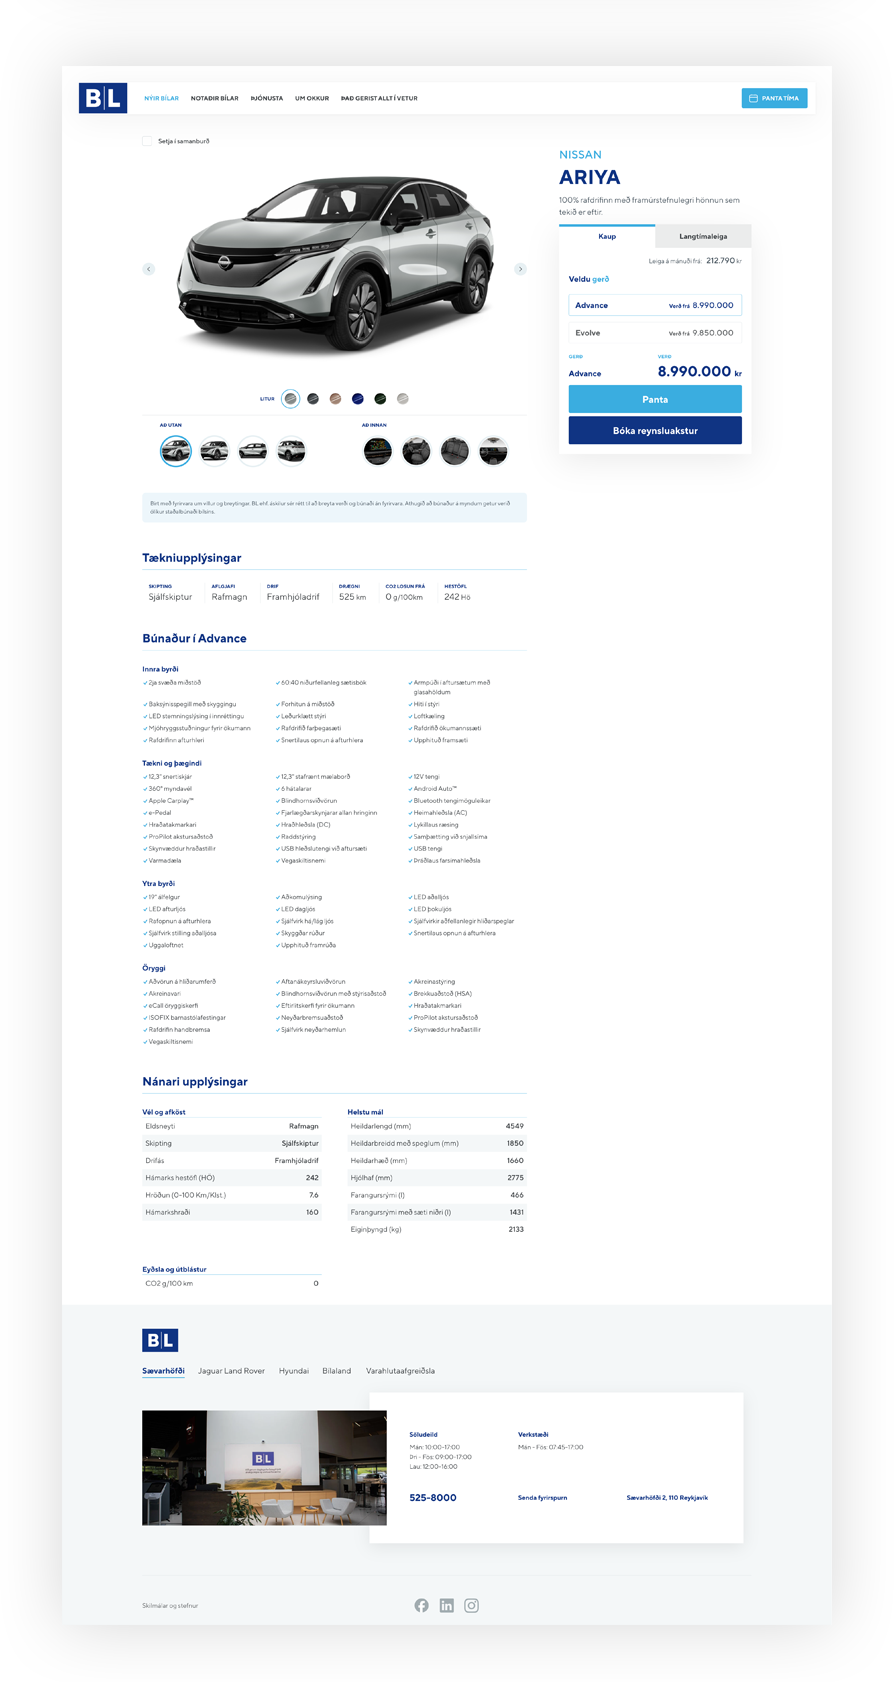 BL
NÝIR BÍLAR
NOTAÐIR BÍLAR
ÞJÓNUSTA
UM OKKUR
ÞAÐ GERIST ALLT Í VETUR
PANTA TÍMA
Setja í samanburð
NISSAN
ARIYA
100% rafdrifinn með framúrstefnulegri hönnun sem
tekið er eftir.
Kaup
Langtímaleiga
Leiga á mánuði frá: 212.790 kr
Veldu gerð
Advance Verð frá 8.990.000
Evolve Verð frá 9.850.000
GERÐ VERÐ
Advance 8.990.000 kr
Panta
Bóka reynsluakstur
LITUR
AÐ UTAN
AÐ INNAN
Birt með fyrirvara um villur og breytingar. BL ehf. áskilur sér rétt til að breyta verði og búnaði án fyrirvara. Athugið að búnaður á myndum getur verið
ólíkur staðalbúnaði bílsins.
Tækniupplýsingar
SKIPTING AFLGJAFI DRIF DRÆGNI CO2 LOSUN FRÁ HESTÖFL
Sjálfskiptur Rafmagn Framhjóladrif 525 km 0 g/100km 242 Hö
Búnaður í Advance
Innra byrði
2ja svæða miðstöð
60:40 niðurfellanleg sætisbök
Armpúði í aftursætum með
glasahöldum
Baksýnisspegill með skyggingu
Forhitun á miðstöð
Hiti í stýri
LED stemningslýsing í innréttingu
Leðurklætt stýri
Loftkæling
Mjóhryggsstuðningur fyrir ökumann
Rafdrifið farþegasæti
Rafdrifið ökumannssæti
Rafdrifinn afturhleri
Snertilaus opnun á afturhlera
Upphituð framsæti
Tækni og þægindi
12,3" snertiskjár
12,3" stafrænt mælaborð
12V tengi
360° myndavél
6 hátalarar
Android Auto™
Apple Carplay™
Blindhornsviðvörun
Bluetooth tengimöguleikar
e-Pedal
Fjarlægðarskynjarar allan hringinn
Heimahleðsla (AC)
Hraðatakmarkari
Hraðhleðsla (DC)
Lykillaus ræsing
ProPilot akstursaðstoð
Raddstýring
Samþætting við snjallsíma
Skynvæddur hraðastillir
USB hleðslutengi við aftursæti
USB tengi
Varmadæla
Vegaskiltisnemi
Þráðlaus farsímahleðsla
Ytra byrði
19" álfelgur
Aðkomulýsing
LED aðalljós
LED afturljós
LED dagljós
LED þokuljós
Rafopnun á afturhlera
Sjálfvirk há/lág ljós
Sjálfvirkir aðfellanlegir hliðarspeglar
Sjálfvirk stilling aðalljósa
Skyggðar rúður
Snertilaus opnun á afturhlera
Uggaloftnet
Upphituð framrúða
Öryggi
Aðvörun á hliðarumferð
Aftanákeyrsluviðvörun
Akreinastýring
Akreinavari
Blindhornsviðvörun með stýrisaðstoð
Brekkuaðstoð (HSA)
eCall öryggiskerfi
Eftirlitskerfi fyrir ökumann
Hraðatakmarkari
ISOFIX barnastólafestingar
Neyðarbremsuaðstoð
ProPilot akstursaðstoð
Rafdrifin handbremsa
Sjálfvirk neyðarhemlun
Skynvæddur hraðastillir
Vegaskiltisnemi
Nánari upplýsingar
Vél og afköst
Eldsneyti Rafmagn
Skipting Sjálfskiptur
Drifás Framhjóladrif
Hámarks hestöfl (HÖ) 242
Hröðun (0-100 Km/Klst.) 7.6
Hámarkshraði 160
Helstu mál
Heildarlengd (mm) 4549
Heildarbreidd með speglum (mm) 1850
Heildarhæð (mm) 1660
Hjólhaf (mm) 2775
Farangursrými (l) 466
Farangursrými með sæti niðri (l) 1431
Eiginþyngd (kg) 2133
Eyðsla og útblástur
CO2 g/100 km 0
BL
Sævarhöfði
Jaguar Land Rover
Hyundai
Bílaland
Varahlutaafgreiðsla
BL
Söludeild
Mán: 10:00-17:00
Þri - Fös: 09:00-17:00
Lau: 12:00-16:00
Verkstæði
Mán - Fös: 07:45-17:00
525-8000
Senda fyrirspurn
Sævarhöfði 2, 110 Reykjavík
Skilmálar og stefnur